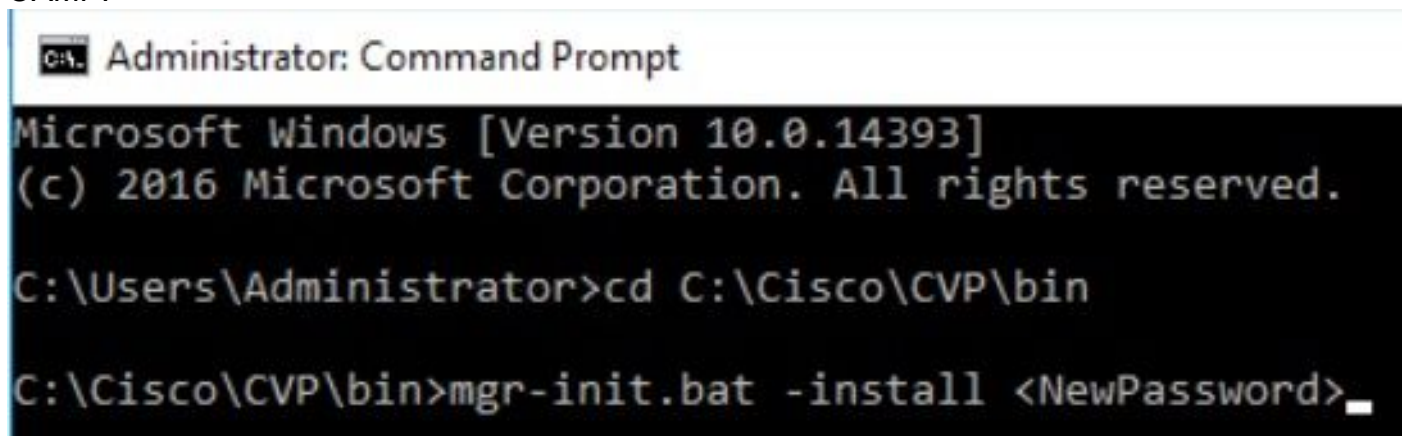 Administrator: Command Prompt
Microsoft Windows [Version 10.0.14393]
(c) 2016 Microsoft Corporation. All rights reserved.
C:\Users\Administrator>cd C:\Cisco\CVP\bin
C:\Cisco\CVP\bin>mgr-init.bat -install <NewPassword>